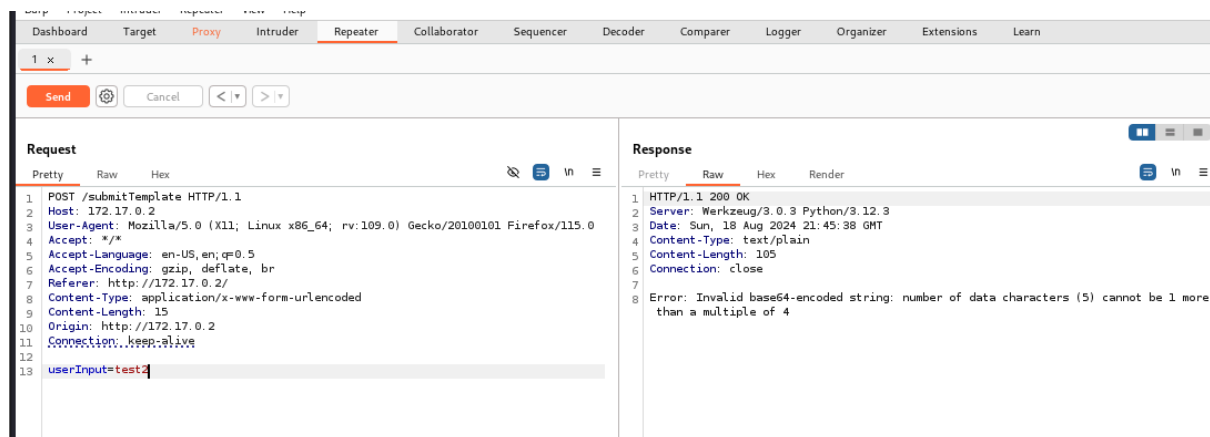 Burp Project Intruder Repeater View Help
Dashboard Target Proxy Intruder Repeater Collaborator Sequencer Decoder Comparer Logger Organizer Extensions Learn
1 × +
Send Cancel < >
Request
Pretty Raw Hex \n
1 POST /submitTemplate HTTP/1.1
2 Host: 172.17.0.2
3 User-Agent: Mozilla/5.0 (X11; Linux x86_64; rv:109.0) Gecko/20100101 Firefox/115.0
4 Accept: */*
5 Accept-Language: en-US,en;q=0.5
6 Accept-Encoding: gzip, deflate, br
7 Referer: http://172.17.0.2/
8 Content-Type: application/x-www-form-urlencoded
9 Content-Length: 15
10 Origin: http://172.17.0.2
11 Connection: keep-alive
12
13 userInput=test2
Response
Pretty Raw Hex Render \n
1 HTTP/1.1 200 OK
2 Server: Werkzeug/3.0.3 Python/3.12.3
3 Date: Sun, 18 Aug 2024 21:45:38 GMT
4 Content-Type: text/plain
5 Content-Length: 105
6 Connection: close
7
8 Error: Invalid base64-encoded string: number of data characters (5) cannot be 1 more
than a multiple of 4